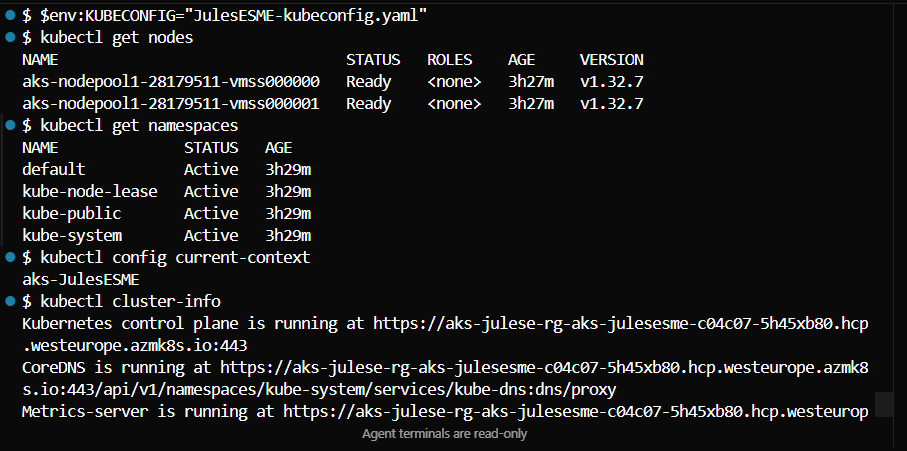 $ $env:KUBECONFIG="JulesESME-kubeconfig.yaml"
$ kubectl get nodes
NAME                                STATUS   ROLES    AGE     VERSION
aks-nodepool1-28179511-vmss000000   Ready    <none>   3h27m   v1.32.7
aks-nodepool1-28179511-vmss000001   Ready    <none>   3h27m   v1.32.7
$ kubectl get namespaces
NAME              STATUS   AGE
default           Active   3h29m
kube-node-lease   Active   3h29m
kube-public       Active   3h29m
kube-system       Active   3h29m
$ kubectl config current-context
aks-JulesESME
$ kubectl cluster-info
Kubernetes control plane is running at https://aks-julese-rg-aks-julesesme-c04c07-5h45xb80.hcp
.westeurope.azmk8s.io:443
CoreDNS is running at https://aks-julese-rg-aks-julesesme-c04c07-5h45xb80.hcp.westeurope.azmk8
s.io:443/api/v1/namespaces/kube-system/services/kube-dns:dns/proxy
Metrics-server is running at https://aks-julese-rg-aks-julesesme-c04c07-5h45xb80.hcp.westeurop
Agent terminals are read-only